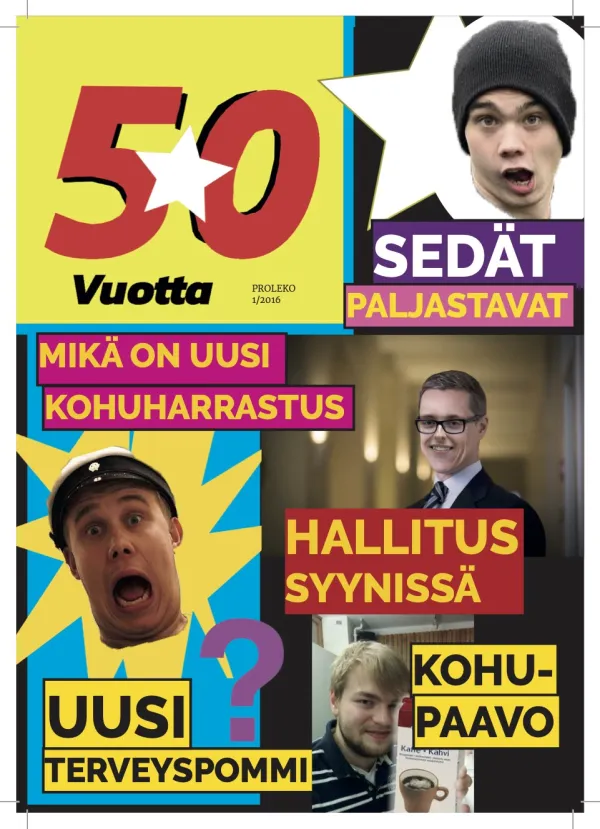 50
Vuotta
PROLEKO
1/2016
SEDÄT
PALJASTAVAT
MIKÄ ON UUSI
KOHUHARRASTUS
HALLITUS
SYYNISSÄ
KOHU-
PAAVO
UUSI
?
TERVEYSPOMMI